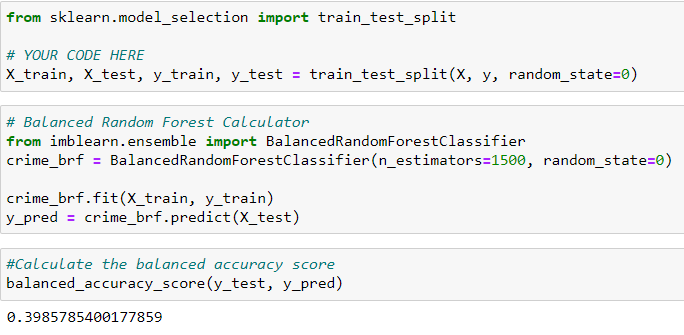 from sklearn.model_selection import train_test_split
# YOUR CODE HERE
X_train, X_test, y_train, y_test = train_test_split(X, y, random_state=0)
# Balanced Random Forest Calculator
from imblearn.ensemble import BalancedRandomForestClassifier
crime_brf = BalancedRandomForestClassifier(n_estimators=1500, random_state=0)
crime_brf.fit(X_train, y_train)
y_pred = crime_brf.predict(X_test)
#Calculate the balanced accuracy score
balanced_accuracy_score(y_test, y_pred)
0.3985785400177859